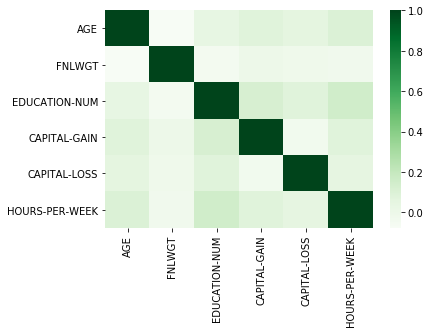 AGE
FNLWGT
EDUCATION-NUM
CAPITAL-GAIN
CAPITAL-LOSS
HOURS-PER-WEEK
AGE
FNLWGT
EDUCATION-NUM
CAPITAL-GAIN
CAPITAL-LOSS
HOURS-PER-WEEK
1.0
0.8
0.6
0.4
0.2
0.0